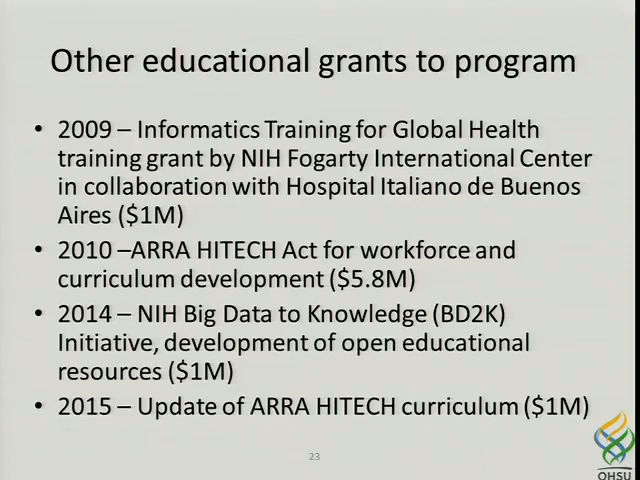 Other educational grants to program
• 2009 – Informatics Training for Global Health
training grant by NIH Fogarty International Center
in collaboration with Hospital Italiano de Buenos
Aires ($1M)
• 2010 –ARRA HITECH Act for workforce and
curriculum development ($5.8M)
• 2014 – NIH Big Data to Knowledge (BD2K)
Initiative, development of open educational
resources ($1M)
• 2015 – Update of ARRA HITECH curriculum ($1M)
23
OHSU